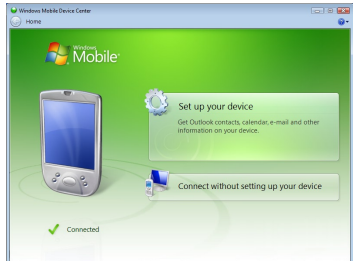 Windows Mobile Device Center
Home
Windows
Mobile
Set up your device
Get Outlook contacts, calendar, e-mail and other
information on your device.
Connect without setting up your device
Connected